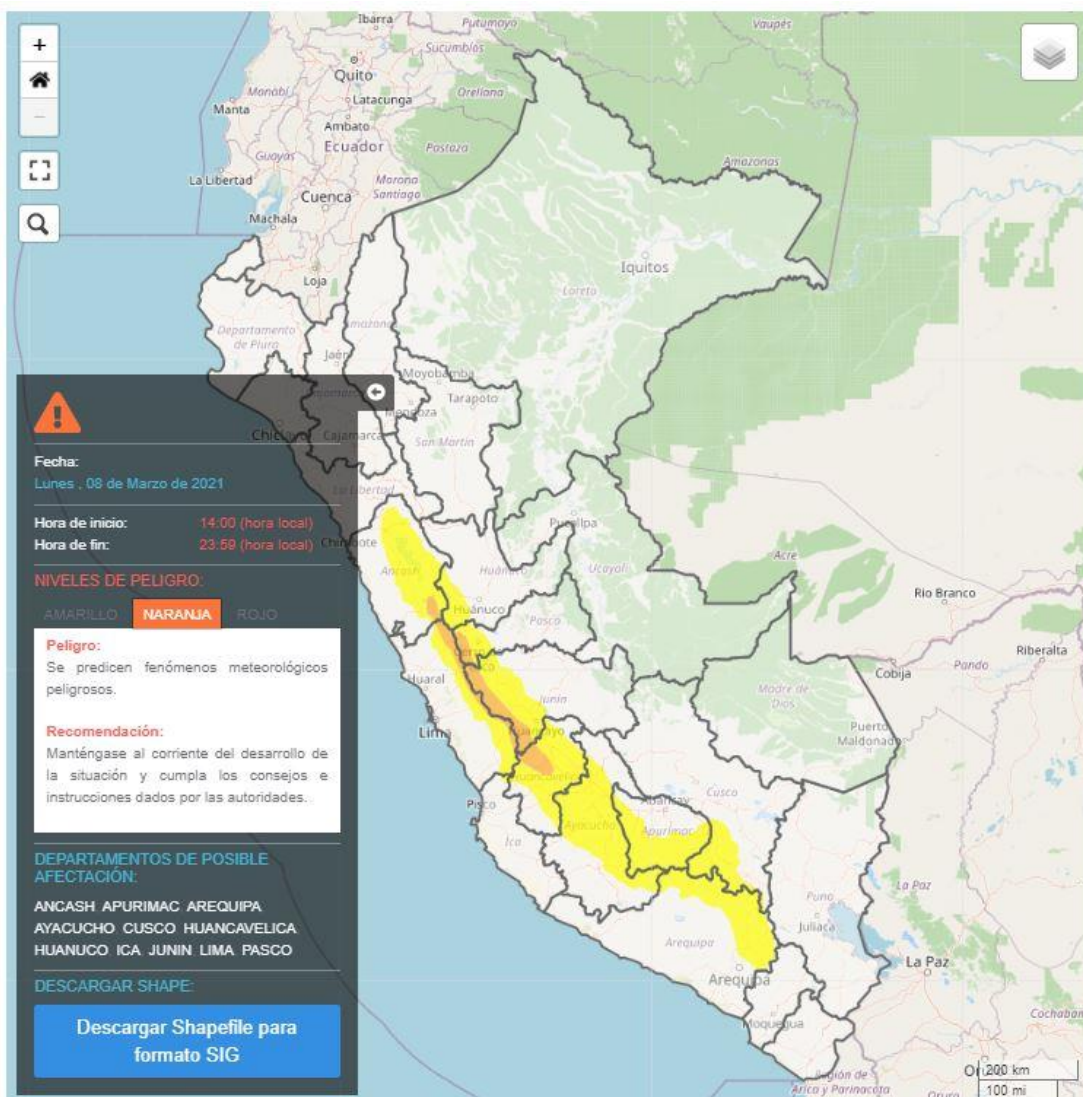 Ibarra
Putumayo
Vaupés
Sucumbíos
Quito
Manabí
Orellana
Latacunga
Manta
Ambato
Ecuador
Pastaza
Guayas
Amazonas
La Libertad
Morona
Santiago
Cuenca
Machala
Loja
Iquitos
Loreto
Departamento
de Piura
Jaén
Moyobamba
Tarapoto
Mendoza
Cajamarca
San Martín
La Libertad
Fecha:
Lunes , 08 de Marzo de 2021
Hora de inicio: 14:00 (hora local)
Hora de fin: 23:59 (hora local)
NIVELES DE PELIGRO:
AMARILLO NARANJA ROJO
Peligro:
Se predicen fenómenos meteorológicos
peligrosos.
Recomendación:
Manténgase al corriente del desarrollo de
la situación y cumpla los consejos e
instrucciones dados por las autoridades.
DEPARTAMENTOS DE POSIBLE
AFECTACIÓN:
ANCASH APURIMAC AREQUIPA
AYACUCHO CUSCO HUANCAVELICA
HUANUCO ICA JUNIN LIMA PASCO
DESCARGAR SHAPE:
Descargar Shapefile para
formato SIG
Pucallpa
Ancash
Huánuco
Ucayali
Acre
Huánuco
Pasco
Rio Branco
Riberalta
Cobija
Pando
Huaral
Junín
Madre de
Dios
Puerto
Maldonado
Lima
Cusco
Pisco
Abancay
Ica
Ayacucho
Apurímac
Puno
La Paz
Juliaca
Arequipa
La Paz
Arequipa
Moquegua
Región de
Arica y Parinacota
Oruro
200 km
100 mi